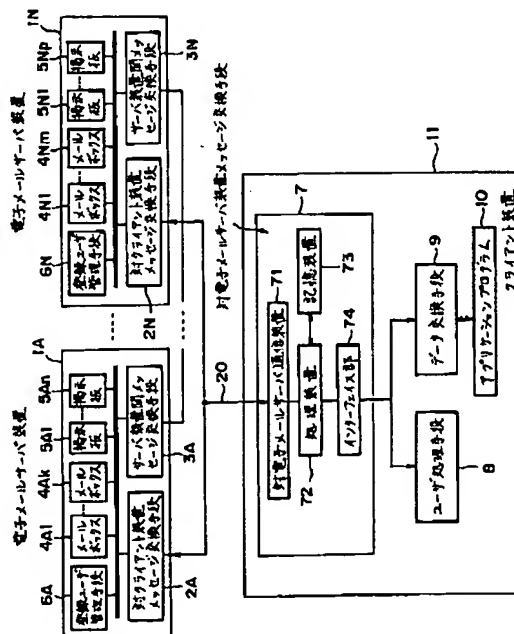 電子メールサーバ装置
1A
6A
登録ユーザ
管理手段
4A1
メール
ボックス
4Ak
メール
ボックス
5A1
掲示
板
5An
掲示
板
対クライアント装置
メッセージ交換手段
2A
サーバ装置間メッ
セージ交換手段
3A
電子メールサーバ装置
1N
6N
登録ユーザ
管理手段
4N1
メール
ボックス
4Nm
メール
ボックス
5N1
掲示
板
5Np
掲示
板
対クライアント装置
メッセージ交換手段
2N
サーバ装置間メッ
セージ交換手段
3N
20
対電子メールサーバ装置メッセージ交換手段
7
対電子メールサーバ通信装置
71
処理装置
72
記憶装置
73
インターフェイス部
74
ユーザ処理手段
8
データ交換手段
9
アプリケーションプログラム
10
クライアント装置
11